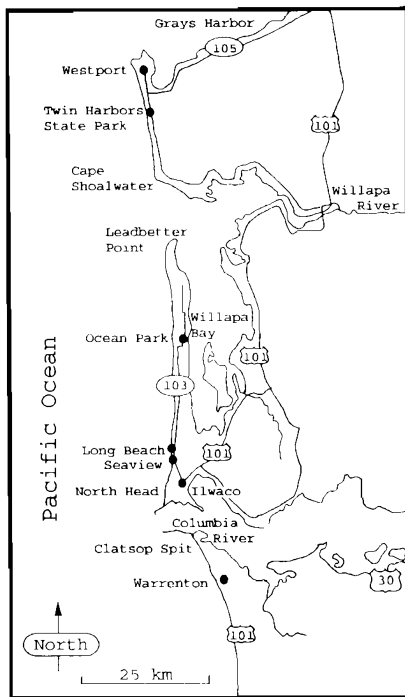 Grays Harbor
105
Westport
Twin Harbors
State Park
101
Cape
Shoalwater
Willapa
River
Leadbetter
Point
Willapa
Bay
Ocean Park
101
103
Pacific Ocean
Long Beach
101
Seaview
North Head
Ilwaco
Columbia
River
Clatsop Spit
Warrenton
30
101
North
25 km